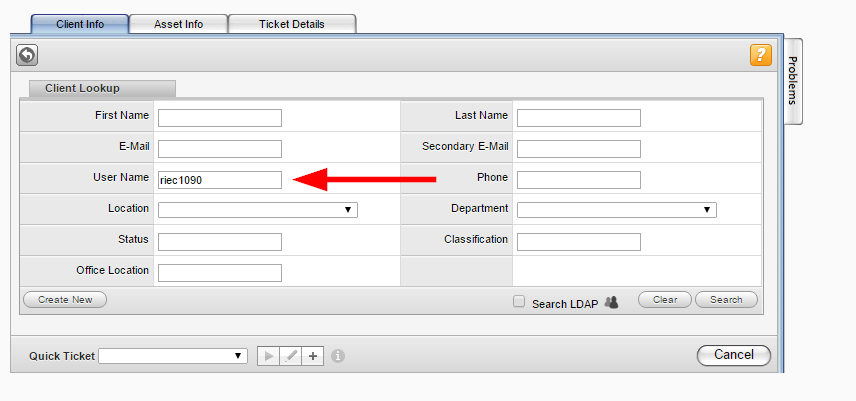 Client Info Asset Info Ticket Details
?
Problems
Client Lookup
First Name Last Name
E-Mail Secondary E-Mail
User Name riec1090 Phone
Location Department
Status Classification
Office Location
Create New Search LDAP Clear Search
Quick Ticket Cancel